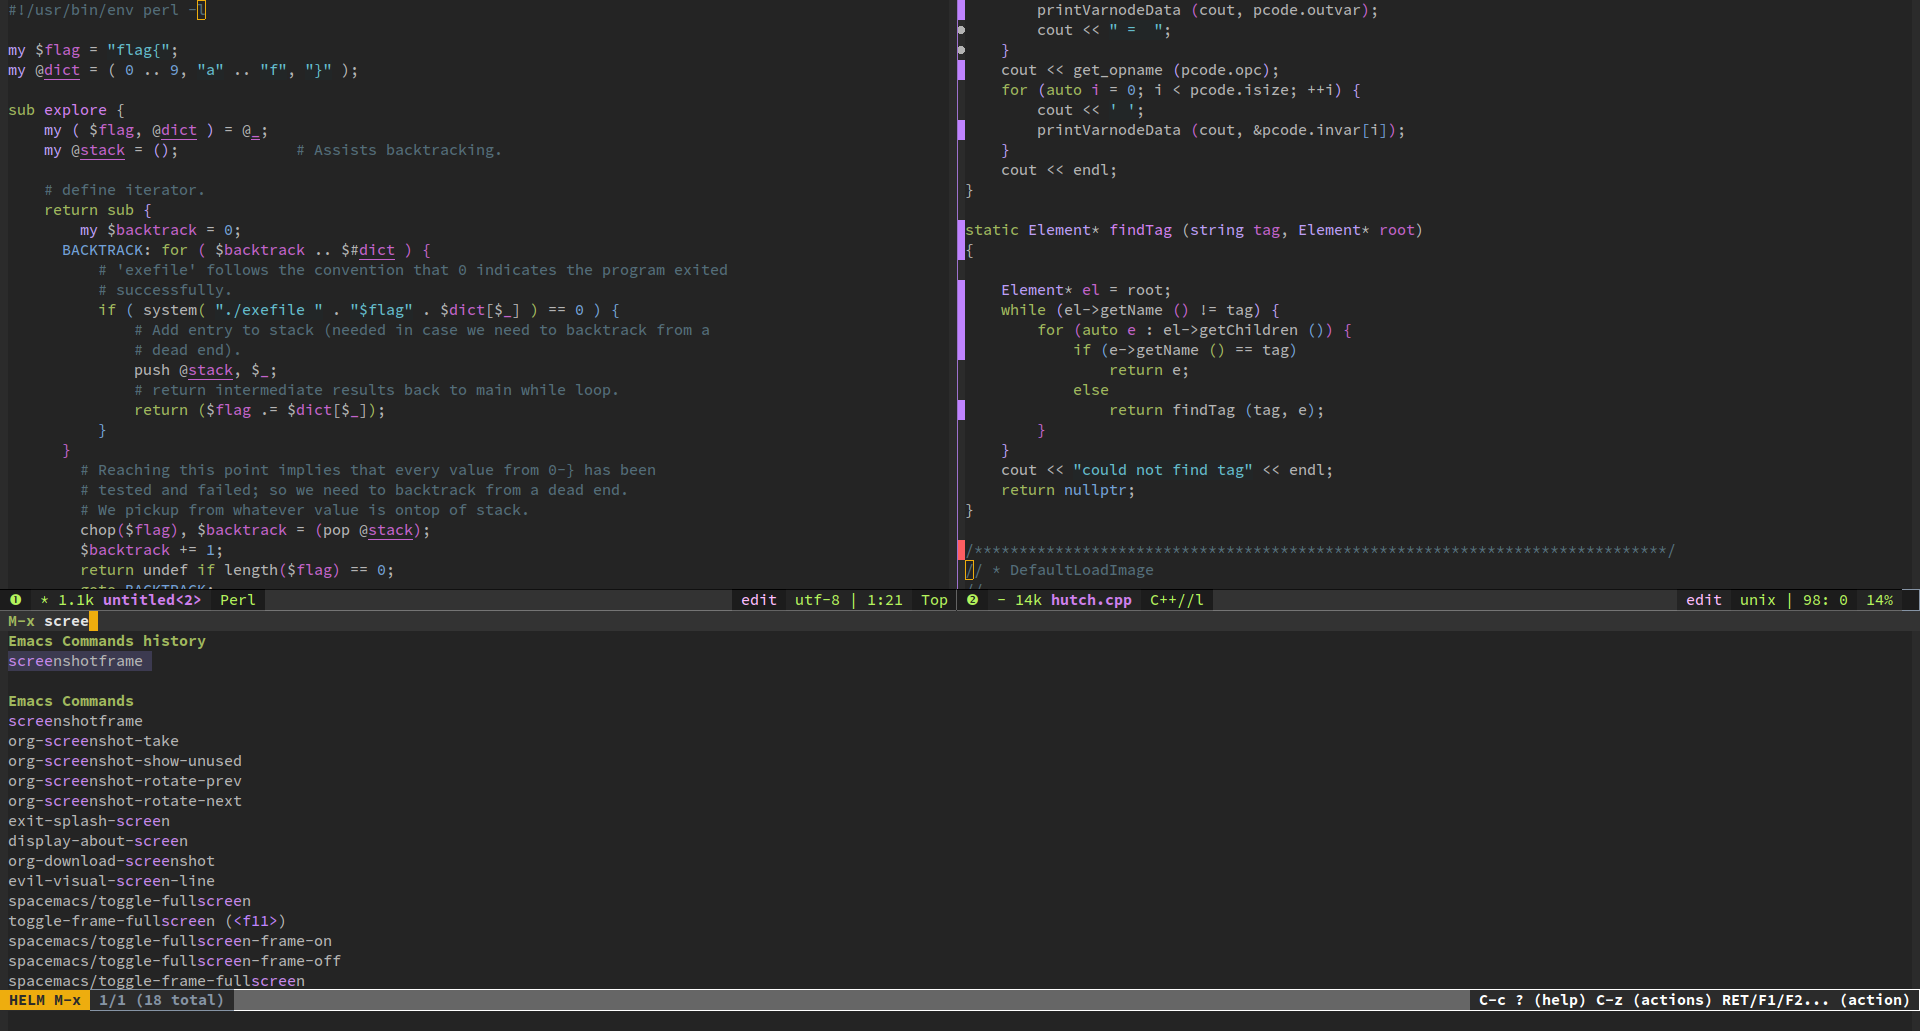 #!/usr/bin/env perl -l

my $flag = "flag{";
my @dict = ( 0 .. 9, "a" .. "f", "}" );

sub explore {
    my ( $flag, @dict ) = @_;
    my @stack = ();             # Assists backtracking.

    # define iterator.
    return sub {
        my $backtrack = 0;
      BACKTRACK: for ( $backtrack .. $#dict ) {
          # 'exefile' follows the convention that 0 indicates the program exited
          # successfully.
          if ( system( "./exefile " . "$flag" . $dict[$_] ) == 0 ) {
              # Add entry to stack (needed in case we need to backtrack from a
              # dead end).
              push @stack, $_;
              # return intermediate results back to main while loop.
              return ($flag .= $dict[$_]);
          }
      }
        # Reaching this point implies that every value from 0-} has been
        # tested and failed; so we need to backtrack from a dead end.
        # We pickup from whatever value is ontop of stack.
        chop($flag), $backtrack = (pop @stack);
        $backtrack += 1;
        return undef if length($flag) == 0;
        goto BACKTRACK;
❶ * 1.1k untitled<2> Perl edit utf-8 | 1:21 Top
        printVarnodeData (cout, pcode.outvar);
        cout << " =  ";
    }
    cout << get_opname (pcode.opc);
    for (auto i = 0; i < pcode.isize; ++i) {
        cout << ' ';
        printVarnodeData (cout, &pcode.invar[i]);
    }
    cout << endl;
}

static Element* findTag (string tag, Element* root)
{

    Element* el = root;
    while (el->getName () != tag) {
        for (auto e : el->getChildren ()) {
            if (e->getName () == tag)
                return e;
            else
                return findTag (tag, e);
        }
    }
    cout << "could not find tag" << endl;
    return nullptr;
}

/*****************************************************************************/
// * DefaultLoadImage
//
❷ - 14k hutch.cpp C++//l edit unix | 98: 0 14%
M-x scree
Emacs Commands history
screenshotframe

Emacs Commands
screenshotframe
org-screenshot-take
org-screenshot-show-unused
org-screenshot-rotate-prev
org-screenshot-rotate-next
exit-splash-screen
display-about-screen
org-download-screenshot
evil-visual-screen-line
spacemacs/toggle-fullscreen
toggle-frame-fullscreen (<f11>)
spacemacs/toggle-fullscreen-frame-on
spacemacs/toggle-fullscreen-frame-off
spacemacs/toggle-frame-fullscreen
HELM M-x 1/1 (18 total) C-c ? (help) C-z (actions) RET/F1/F2... (action)